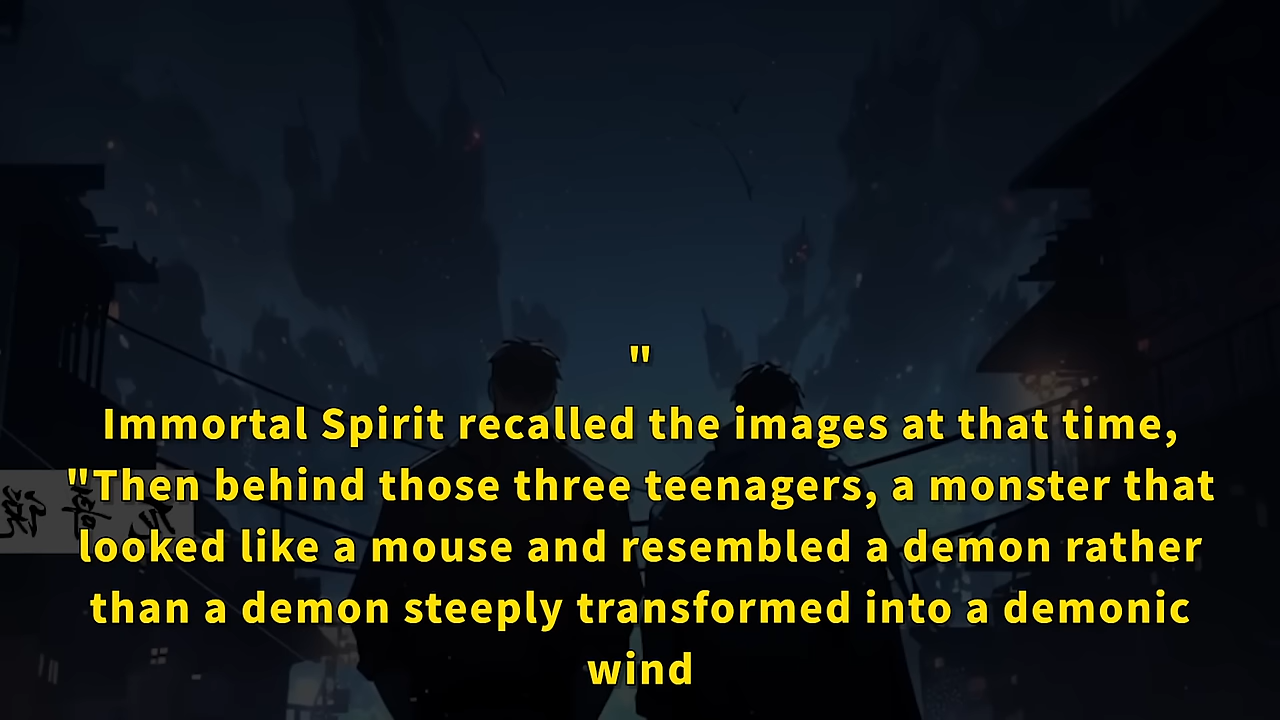 "
Immortal Spirit recalled the images at that time,
"Then behind those three teenagers, a monster that
looked like a mouse and resembled a demon rather
than a demon steeply transformed into a demonic
wind